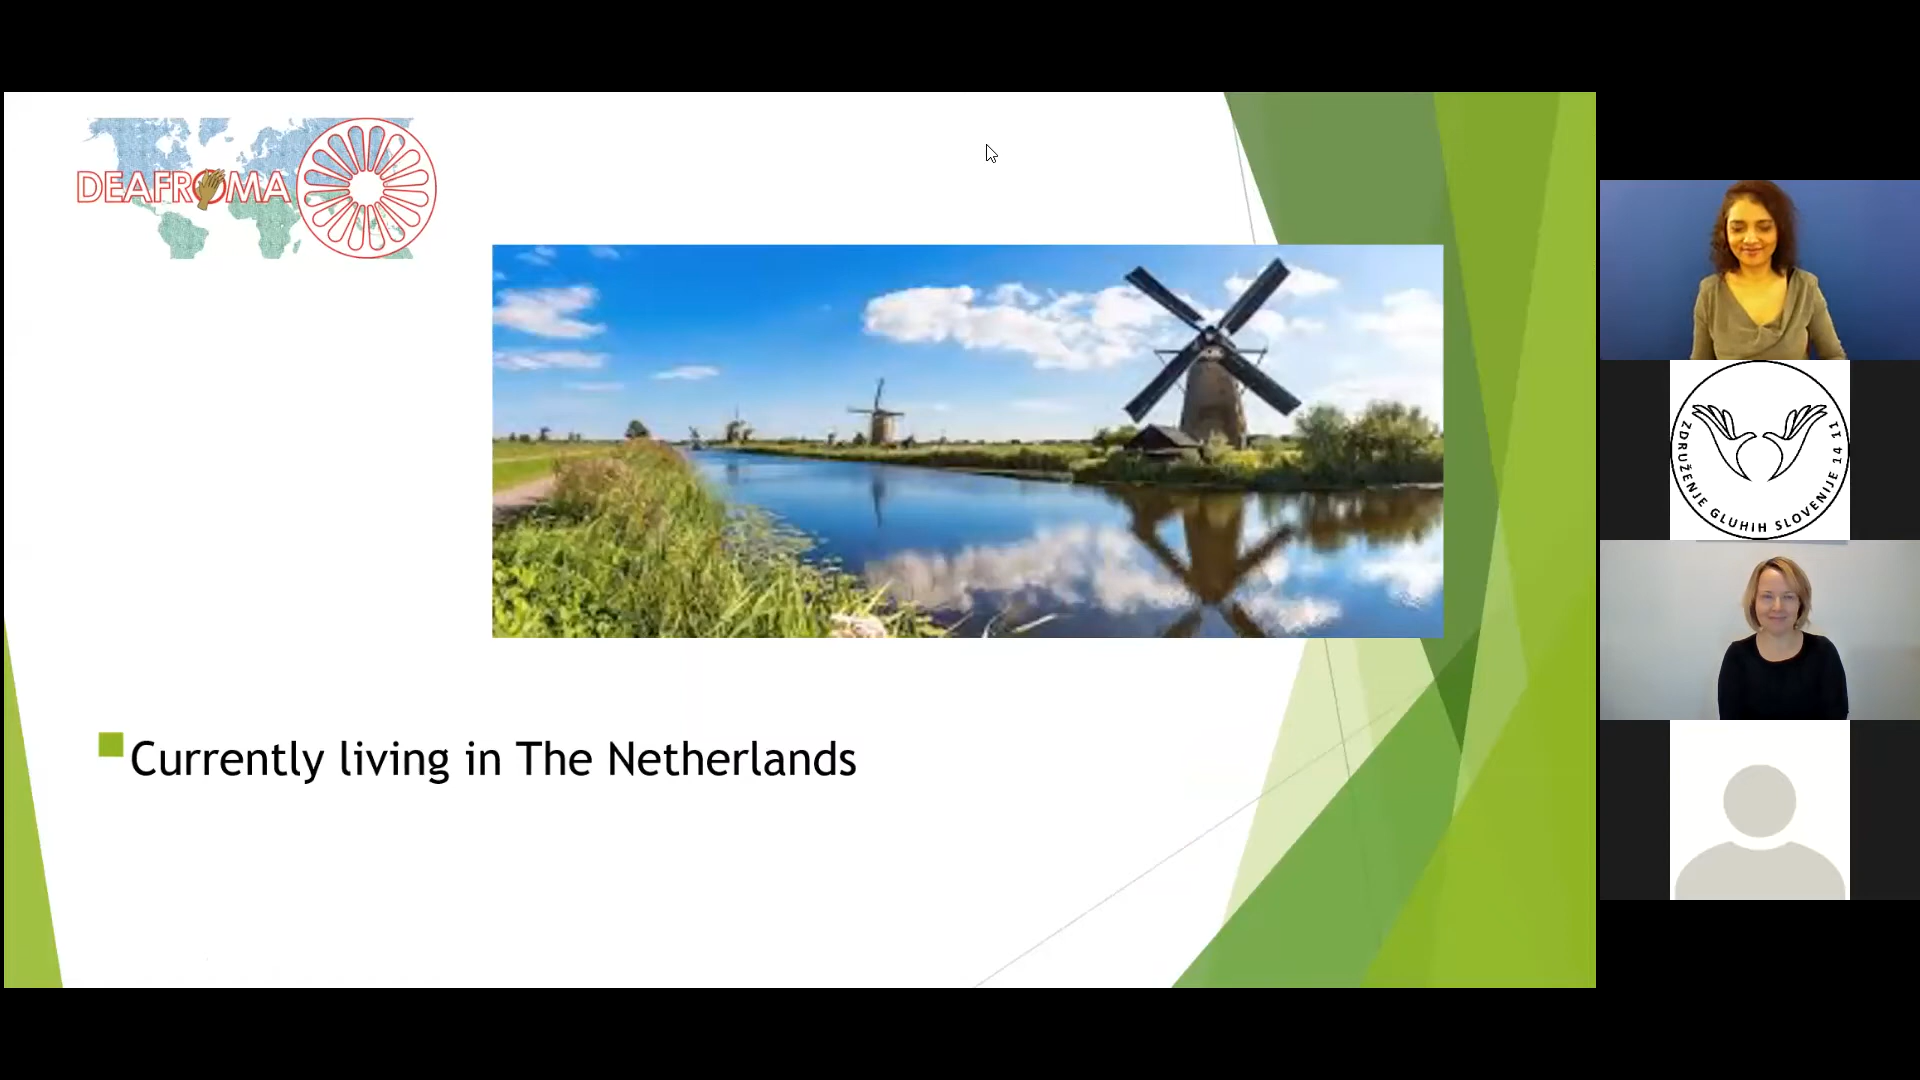 DEAFROMA
Currently living in The Netherlands
ZDRUŽENJE GLUHIH SLOVENIJE 14 11